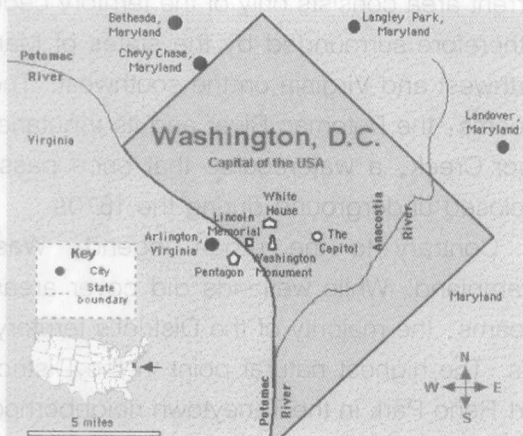 Bethesda,
Maryland
Langley Park,
Maryland
Chevy Chase,
Maryland
Potomac
River
Virginia
Landover,
Maryland
Washington, D.C.
Capital of the USA
White
House
Lincoln
Memorial
Arlington,
Virginia
The
Capitol
Anacostia
River
Washington
Monument
Pentagon
Key
City
State
boundary
Maryland
Potomac
River
N
W E
S
5 miles